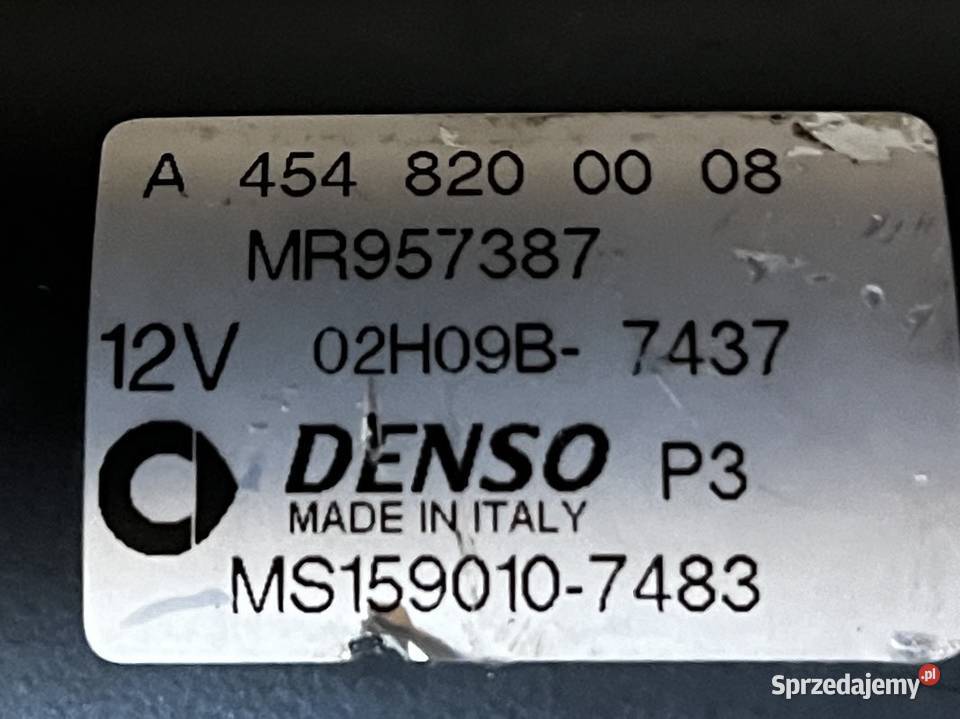 A 454 820 00 08
MR957387
12V 02H09B- 7437
DENSO P3
MADE IN ITALY
MS159010-7483
Sprzedajemy.pl